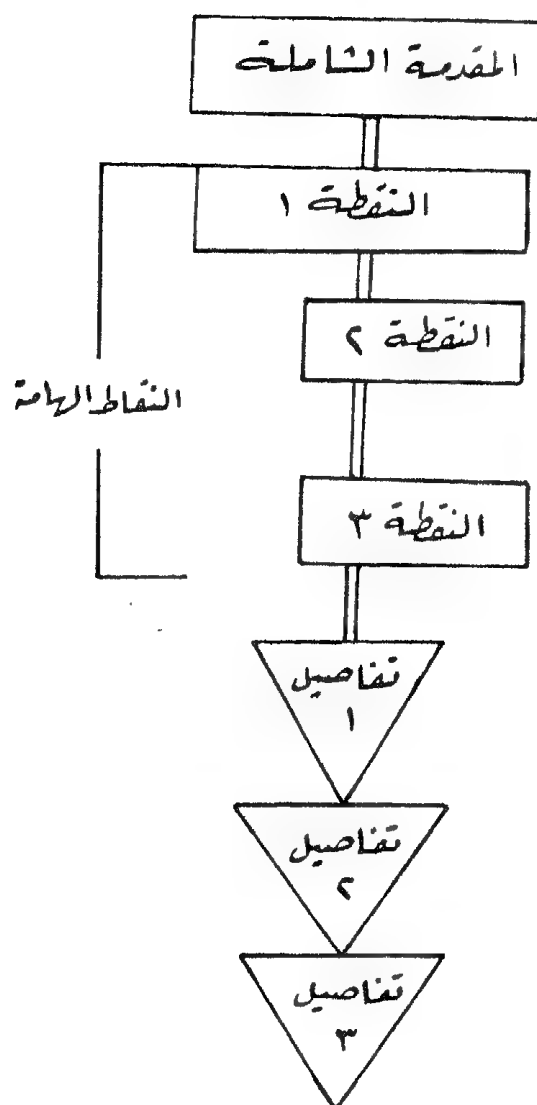 المقدمة الشاملة
النقطة ١
النقطة ٢
النقاط الهامة
النقطة ٣
تفاصيل
١
تفاصيل
٢
تفاصيل
٣